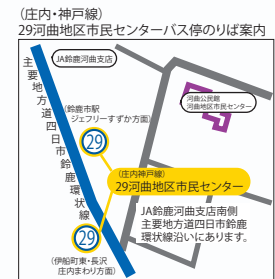 (庄内・神戸線)
29河曲地区市民センターバス停のりば案内
JA鈴鹿河曲支店
主要地方道四日市鈴鹿環状線
河曲公民館
河曲地区市民センター
(鈴鹿市駅
ジェフリーすずか方面)
29
(庄内神戸線)
29河曲地区市民センター
JA鈴鹿河曲支店南側
主要地方道四日市鈴鹿
環状線沿いにあります。
29
(伊船町東・長沢
庄内まわり方面)